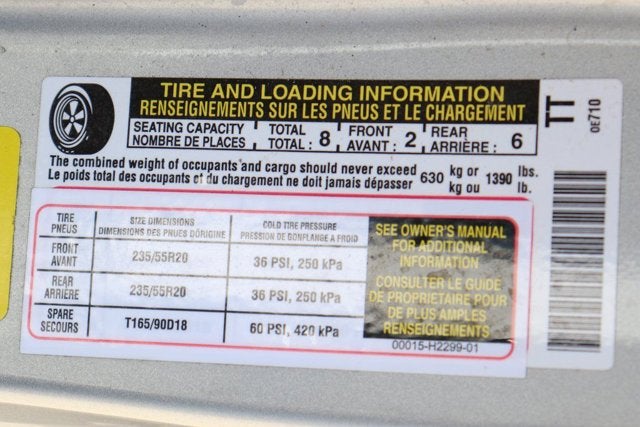 TIRE AND LOADING INFORMATION
RENSEIGNEMENTS SUR LES PNEUS ET LE CHARGEMENT
SEATING CAPACITY TOTAL FRONT REAR
NOMBRE DE PLACES TOTAL : 8 AVANT : 2 ARRIÈRE : 6
The combined weight of occupants and cargo should never exceed 630 kg or 1390 lbs.
Le poids total des occupants et du chargement ne doit jamais dépasser kg ou lb.
TIRE SIZE DIMENSIONS COLD TIRE PRESSURE
PNEUS DIMENSIONS DES PNUES DÓRIGINE PRESSION DE GONFLANGE A FROID
FRONT
AVANT 235/55R20 36 PSI, 250 kPa
REAR
ARRIÈRE 235/55R20 36 PSI, 250 kPa
SPARE
SECOURS T165/90D18 60 PSI, 420 kPa
SEE OWNER'S MANUAL
FOR ADDITIONAL
INFORMATION
CONSULTER LE GUIDE
DE PROPRIETAIRE POUR
DE PLUS AMPLES
RENSEIGNEMENTS
00015-H2299-01
TT
0E710